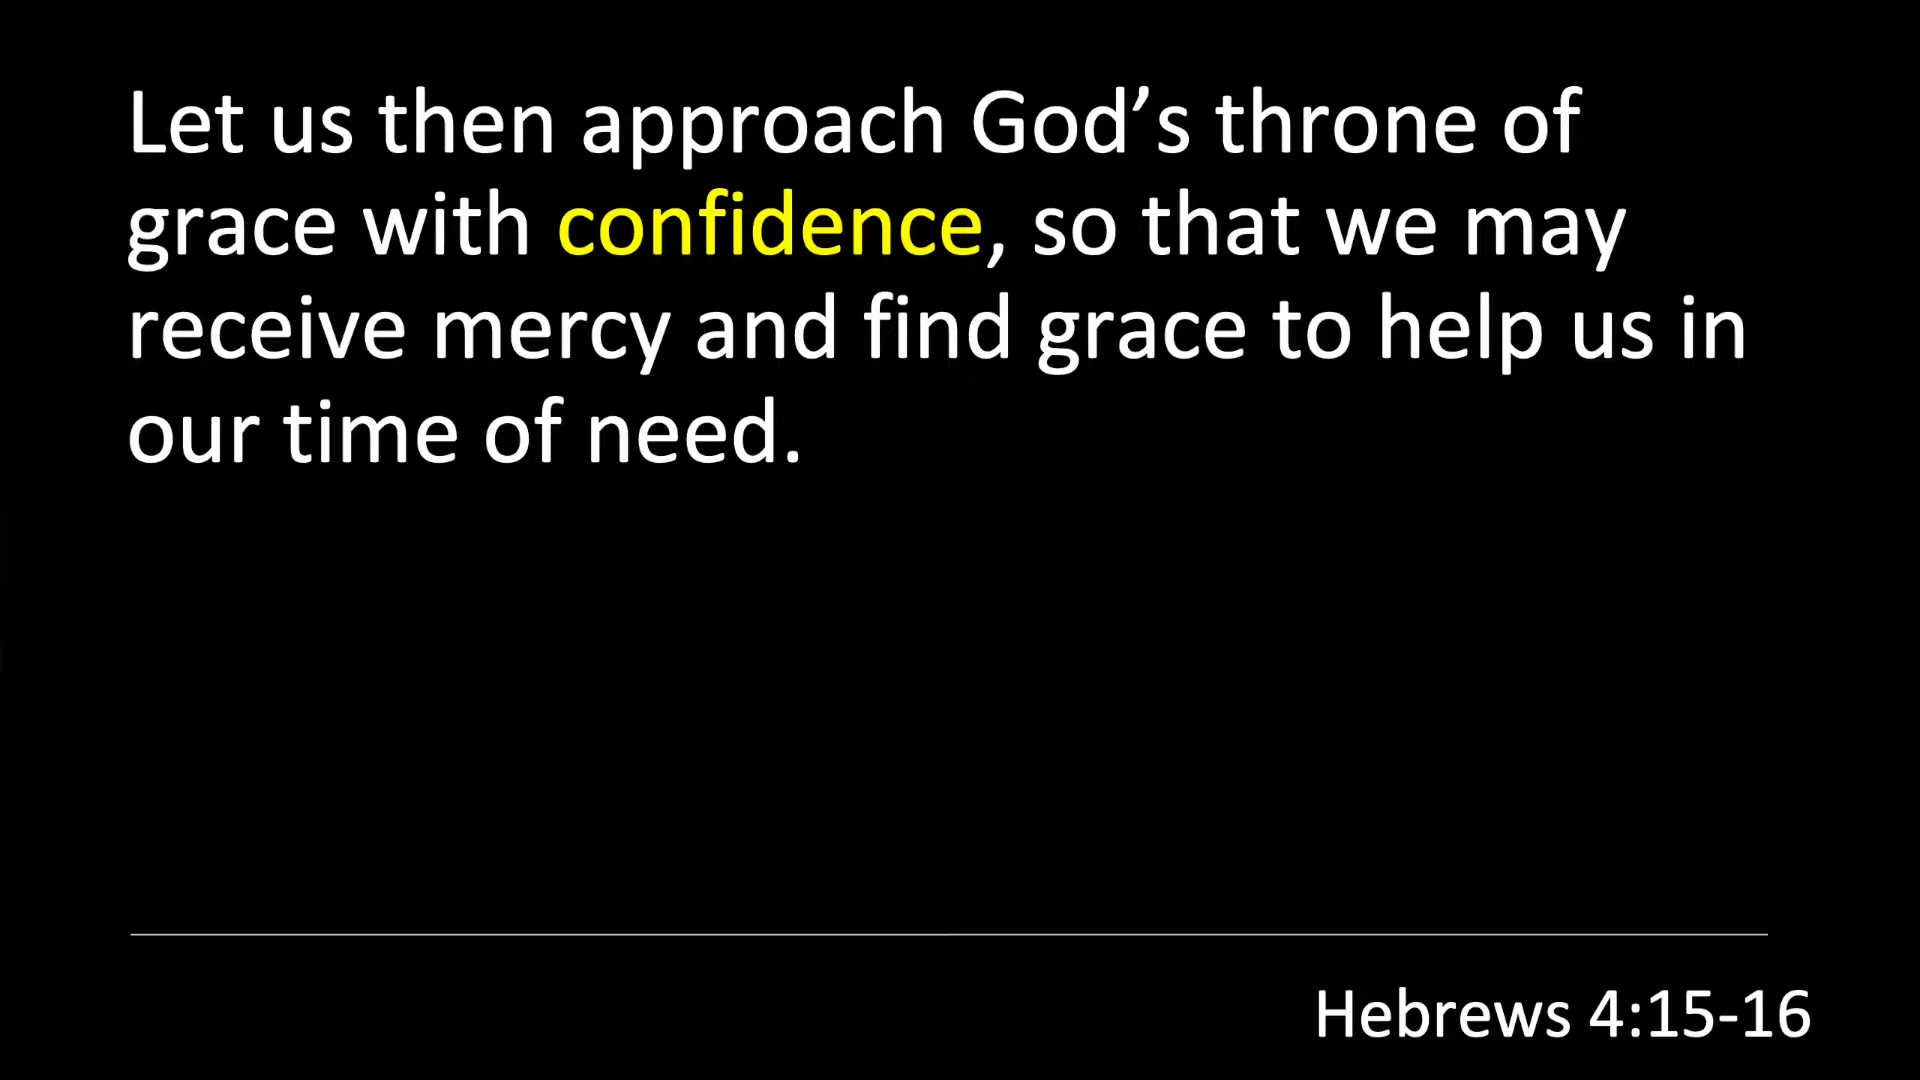 Let us then approach God’s throne of
grace with confidence, so that we may
receive mercy and find grace to help us in
our time of need.
Hebrews 4:15-16